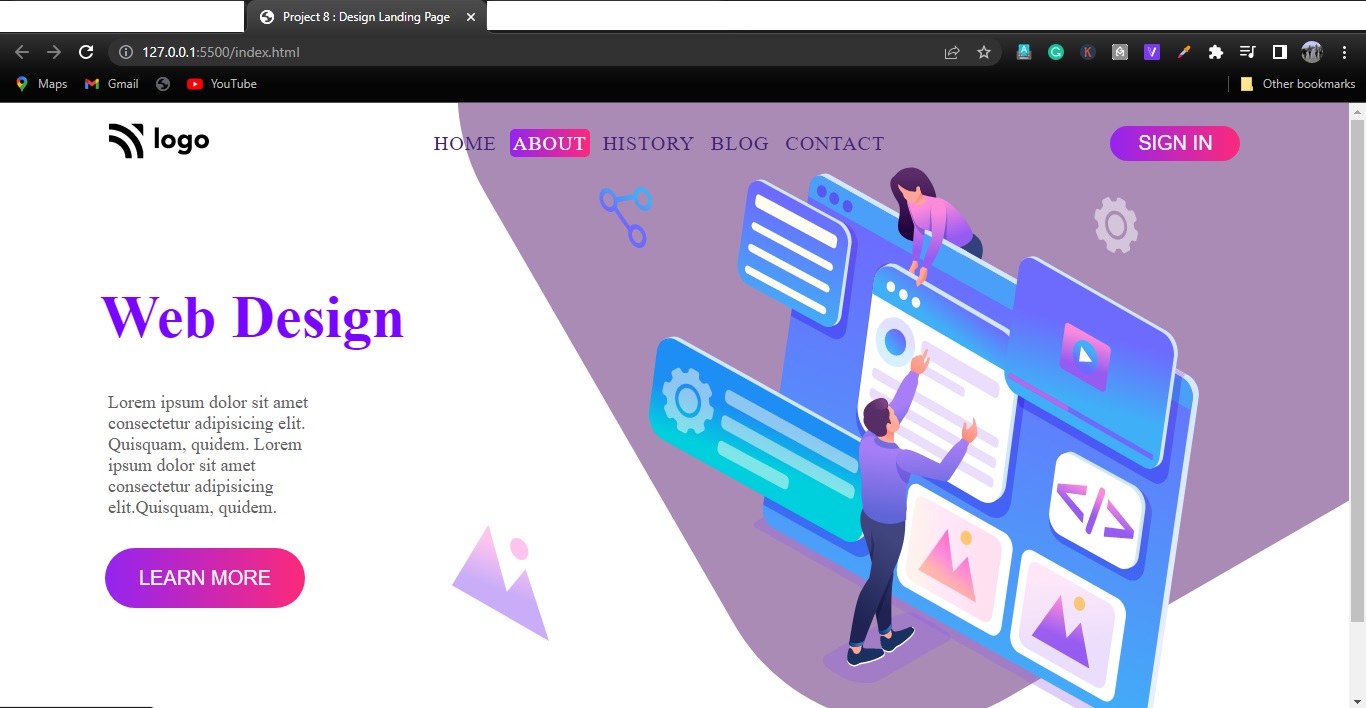 Project 8 : Design Landing Page
127.0.0.1:5500/index.html
Maps Gmail YouTube Other bookmarks
logo HOME ABOUT HISTORY BLOG CONTACT SIGN IN
Web Design
Lorem ipsum dolor sit amet
consectetur adipisicing elit.
Quisquam, quidem. Lorem
ipsum dolor sit amet
consectetur adipisicing
elit.Quisquam, quidem.
LEARN MORE
</>